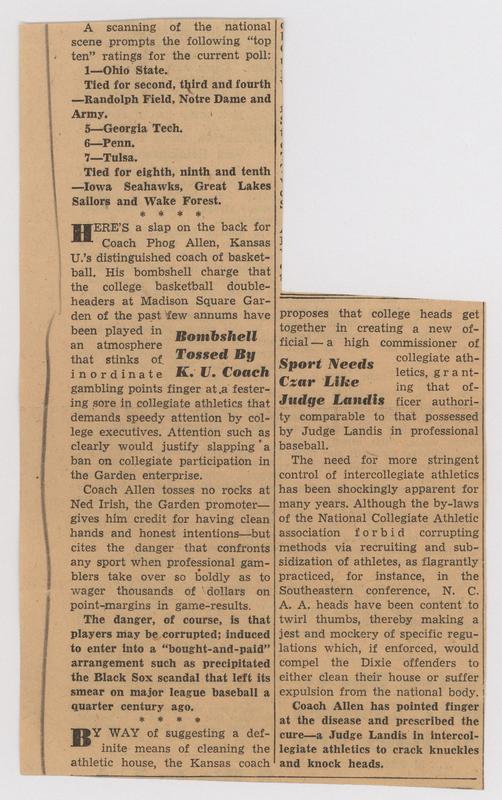 A scanning of the national
scene prompts the following "top
ten" ratings for the current poll:
1—Ohio State.
Tied for second, third and fourth
—Randolph Field, Notre Dame and
Army.
5—Georgia Tech.
6—Penn.
7—Tulsa.
Tied for eighth, ninth and tenth
—Iowa Seahawks, Great Lakes
Sailors and Wake Forest.
* * * *
HERE'S a slap on the back for
Coach Phog Allen, Kansas
U.'s distinguished coach of basket-
ball. His bombshell charge that
the college basketball double-
headers at Madison Square Gar-
den of the past few annums have
been played in
an atmosphere
that stinks of
inordinate
Bombshell
Tossed By
K. U. Coach
gambling points finger at a fester-
ing sore in collegiate athletics that
demands speedy attention by col-
lege executives. Attention such as
clearly would justify slapping a
ban on collegiate participation in
the Garden enterprise.
Coach Allen tosses no rocks at
Ned Irish, the Garden promoter—
gives him credit for having clean
hands and honest intentions—but
cites the danger that confronts
any sport when professional gam-
blers take over so boldly as to
wager thousands of dollars on
point-margins in game-results.
The danger, of course, is that
players may be corrupted; induced
to enter into a "bought-and-paid"
arrangement such as precipitated
the Black Sox scandal that left its
smear on major league baseball a
quarter century ago.
* * * *
BY WAY of suggesting a def-
inite means of cleaning the
athletic house, the Kansas coach
proposes that college heads get
together in creating a new of-
ficial — a high commissioner of
Sport Needs
Czar Like
Judge Landis
collegiate ath-
letics, grant-
ing that of-
ficer authori-
ty comparable to that possessed
by Judge Landis in professional
baseball.
The need for more stringent
control of intercollegiate athletics
has been shockingly apparent for
many years. Although the by-laws
of the National Collegiate Athletic
association forbid corrupting
methods via recruiting and sub-
sidization of athletes, as flagrantly
practiced, for instance, in the
Southeastern conference, N. C.
A. A. heads have been content to
twirl thumbs, thereby making a
jest and mockery of specific regu-
lations which, if enforced, would
compel the Dixie offenders to
either clean their house or suffer
expulsion from the national body.
Coach Allen has pointed finger
at the disease and prescribed the
cure—a Judge Landis in intercol-
legiate athletics to crack knuckles
and knock heads.